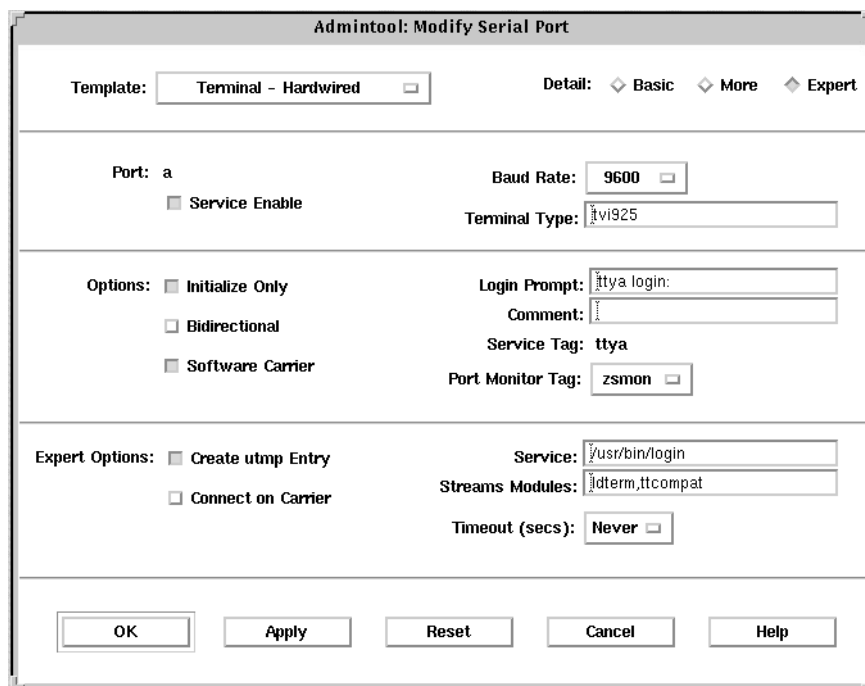 Admintool: Modify Serial Port
Template: Terminal - Hardwired
Detail: Basic More Expert
Port: a
Service Enable
Baud Rate: 9600
Terminal Type: tvi925
Options: Initialize Only
Bidirectional
Software Carrier
Login Prompt: ttya login:
Comment:
Service Tag: ttya
Port Monitor Tag: zsmon
Expert Options: Create utmp Entry
Connect on Carrier
Service: /usr/bin/login
Streams Modules: ldterm,ttcompat
Timeout (secs): Never
OK Apply Reset Cancel Help